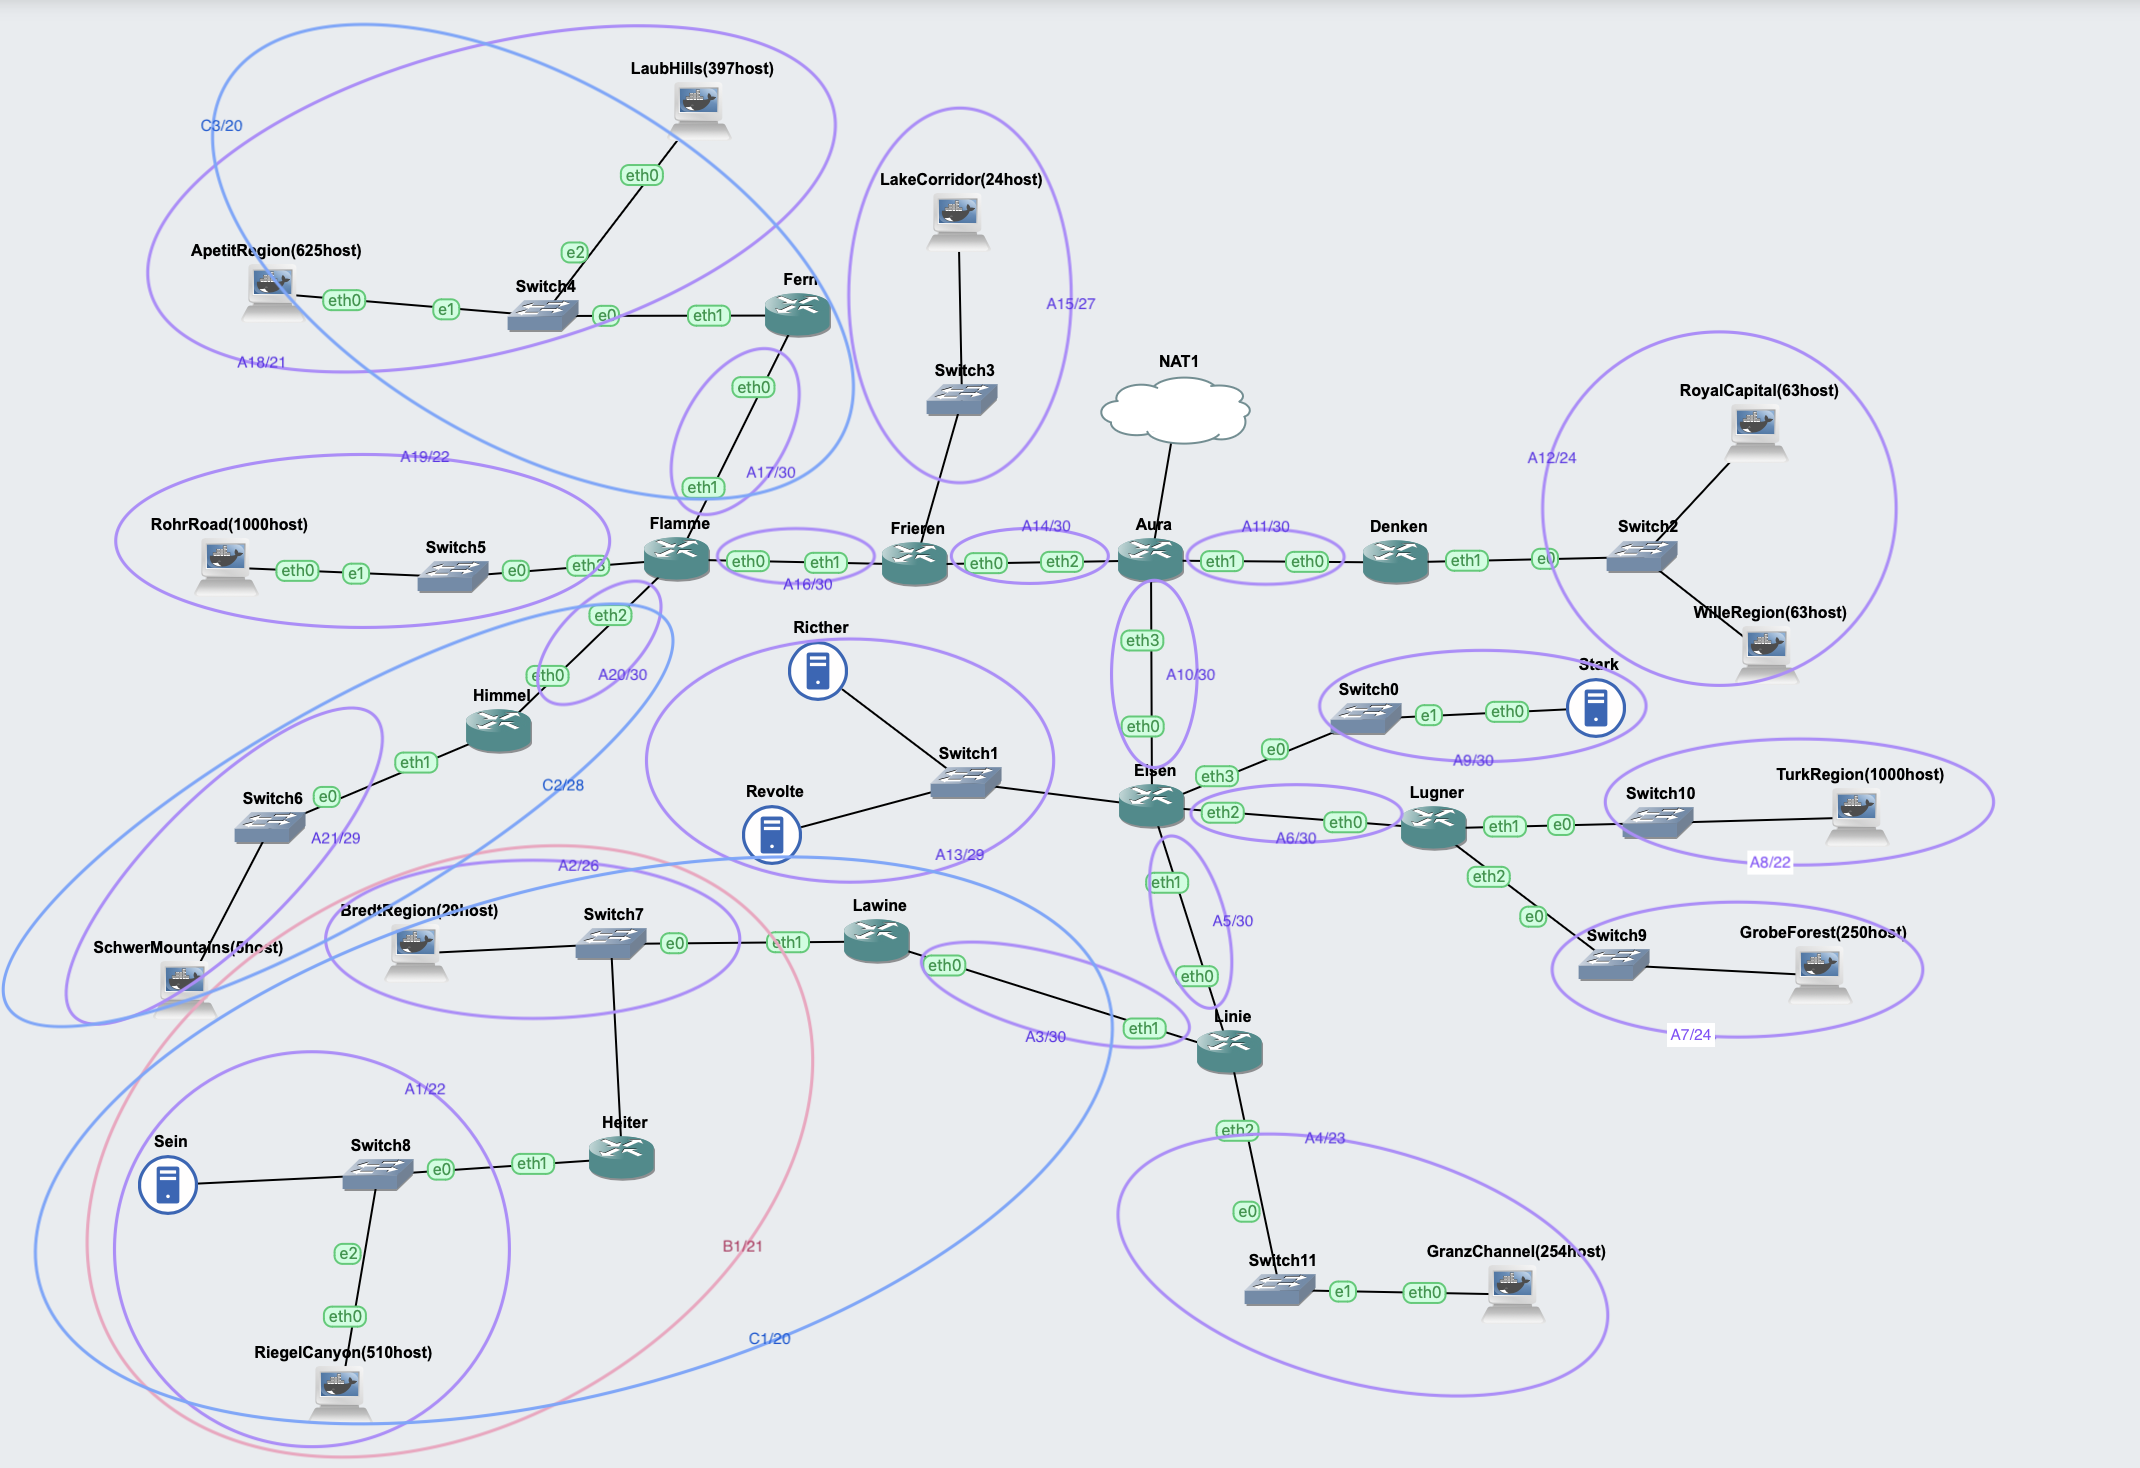 LaubHills(397host)
C3/20
eth0
LakeCorridor(24host)
ApetitRegion(625host)
e2
Fern
Switch4
eth0
e1
e0
eth1
A15/27
A18/21
NAT1
Switch3
eth0
RoyalCapital(63host)
A19/22
A17/30
A12/24
eth1
RohrRoad(1000host)
Flamme
Frieren
A14/30
Aura
A11/30
Denken
Switch2
Switch5
eth0
e1
e0
eth3
eth0
eth1
eth0
eth2
eth1
eth0
eth1
e0
A16/30
eth2
Ricther
WilleRegion(63host)
eth3
eth0
A20/30
A10/30
Stark
Himmel
Switch0
eth0
e1
eth0
eth1
Switch1
e0
A9/30
C2/28
Eisen
eth3
TurkRegion(1000host)
Switch6
e0
Revolte
Lugner
Switch10
eth2
eth0
eth1
e0
A21/29
A6/30
A13/29
A8/22
A2/26
eth1
eth2
BredtRegion(29host)
Switch7
Lawine
A5/30
e0
SchwerMountains(5host)
e0
eth1
Switch9
GrobeForest(250host)
eth0
eth0
Linie
eth1
A3/30
A7/24
A1/22
Heiter
eth2
A4/23
Sein
Switch8
e0
eth1
e0
B1/21
e2
Switch11
GranzChannel(254host)
e1
eth0
eth0
C1/20
RiegelCanyon(510host)